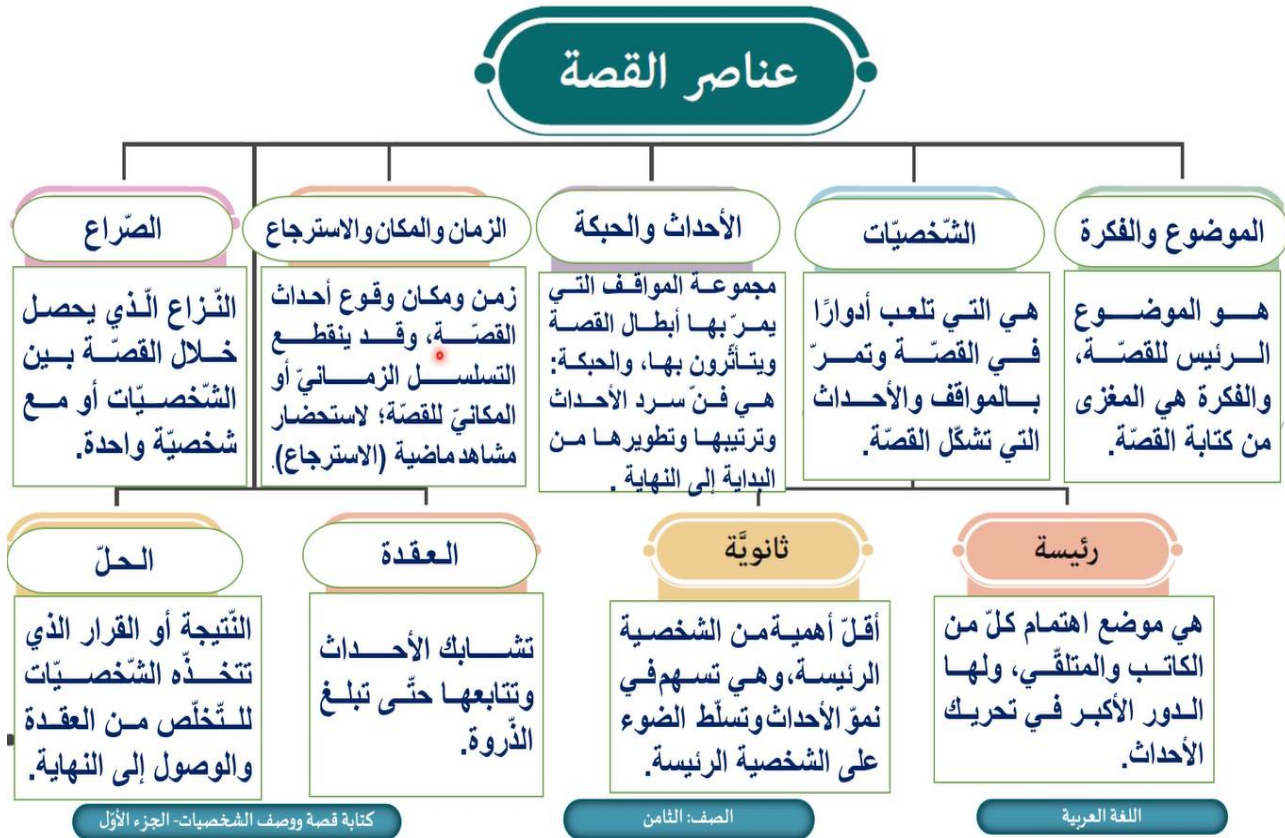 عناصر القصة
الموضوع والفكرة
هو الموضوع
الرئيس للقصّة،
والفكرة هي المغزى
من كتابة القصّة.
الشّخصيّات
هي التي تلعب أدوارًا
في القصّة وتمرّ
بالمواقف والأحداث
التي تشكّل القصّة.
الأحداث والحبكة
مجموعة المواقف التي
يمرّ بها أبطال القصة
ويتأثّرون بها، والحبكة:
هي فنّ سرد الأحداث
وترتيبها وتطويرها من
البداية إلى النهاية .
الزمان والمكان والاسترجاع
زمن ومكان وقوع أحداث
القصّة، وقد ينقطع
التسلسل الزمانيّ أو
المكانيّ للقصّة؛ لاستحضار
مشاهد ماضية (الاسترجاع).
الصّراع
النّزاع الّذي يحصل
خلال القصّة بين
الشّخصيّات أو مع
شخصيّة واحدة.
رئيسة
هي موضع اهتمام كلّ من
الكاتب والمتلقّي، ولها
الدور الأكبر في تحريك
الأحداث.
ثانويَّة
أقلّ أهمية من الشخصية
الرئيسة، وهي تسهم في
نموّ الأحداث وتسلّط الضوء
على الشخصية الرئيسة.
العقدة
تشابك الأحداث
وتتابعها حتّى تبلغ
الذّروة.
الحلّ
النّتيجة أو القرار الذي
تتخذّه الشّخصيّات
للتّخلّص من العقدة
والوصول إلى النهاية.
اللغة العربية
الصف: الثامن
كتابة قصة ووصف الشخصيات- الجزء الأوّل